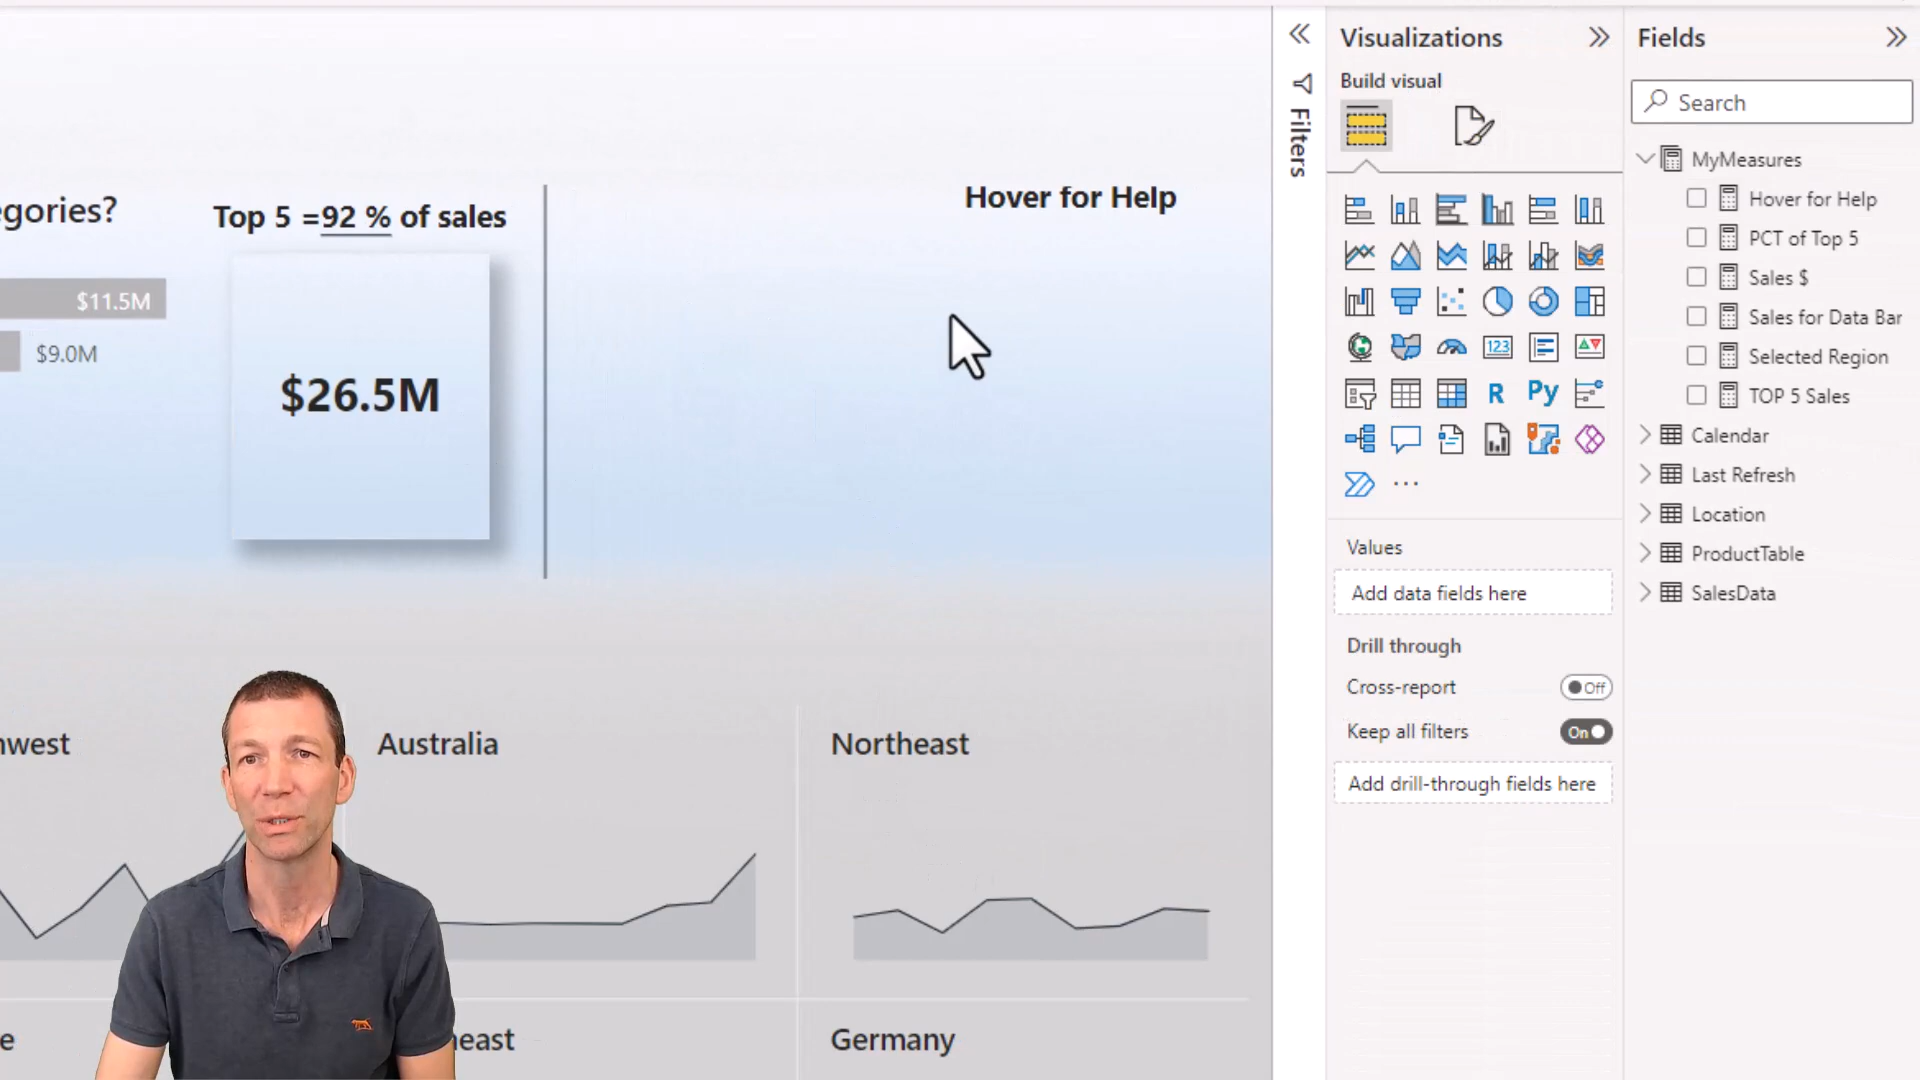 egories?
Top 5 =92 % of sales
Hover for Help
$11.5M
$9.0M
$26.5M
nwest
Australia
Northeast
e
heast
Germany
Filters
Visualizations
Build visual
123
R
Py
Values
Add data fields here
Drill through
Cross-report
Off
Keep all filters
On
Add drill-through fields here
Fields
Search
MyMeasures
Hover for Help
PCT of Top 5
Sales $
Sales for Data Bar
Selected Region
TOP 5 Sales
Calendar
Last Refresh
Location
ProductTable
SalesData